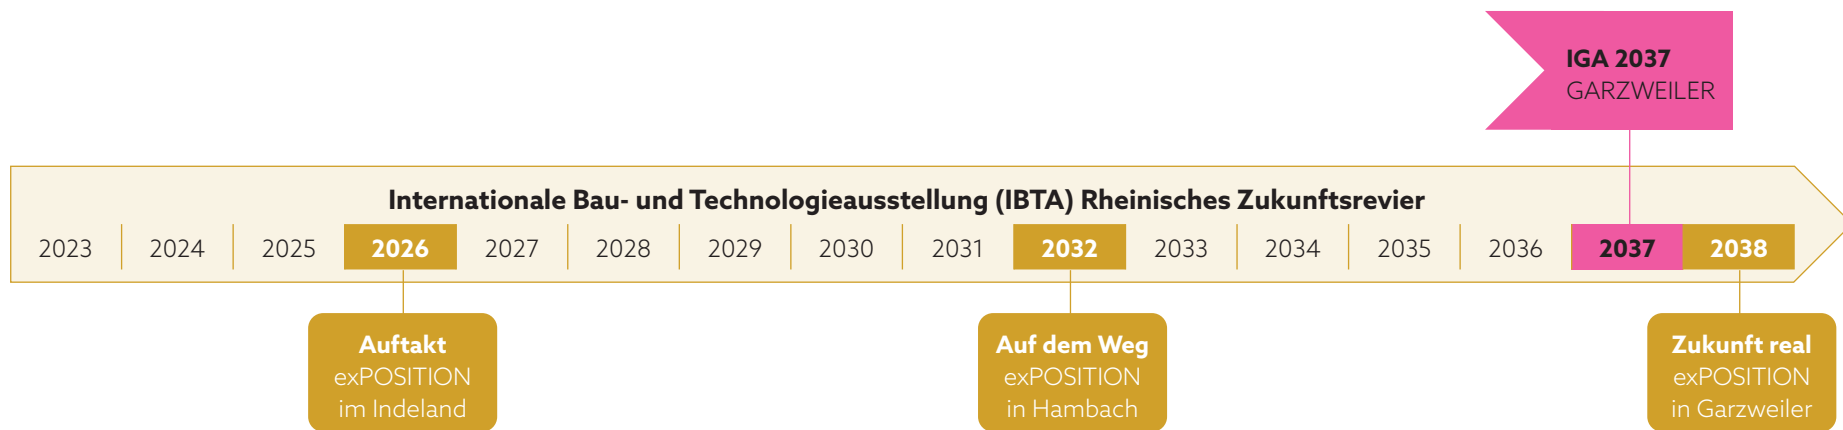 IGA 2037
GARZWEILER
Internationale Bau- und Technologieausstellung (IBTA) Rheinisches Zukunftsrevier
2023 2024 2025 2026 2027 2028 2029 2030 2031 2032 2033 2034 2035 2036 2037 2038
Auftakt
exPOSITION
im Indeland
Auf dem Weg
exPOSITION
in Hambach
Zukunft real
exPOSITION
in Garzweiler